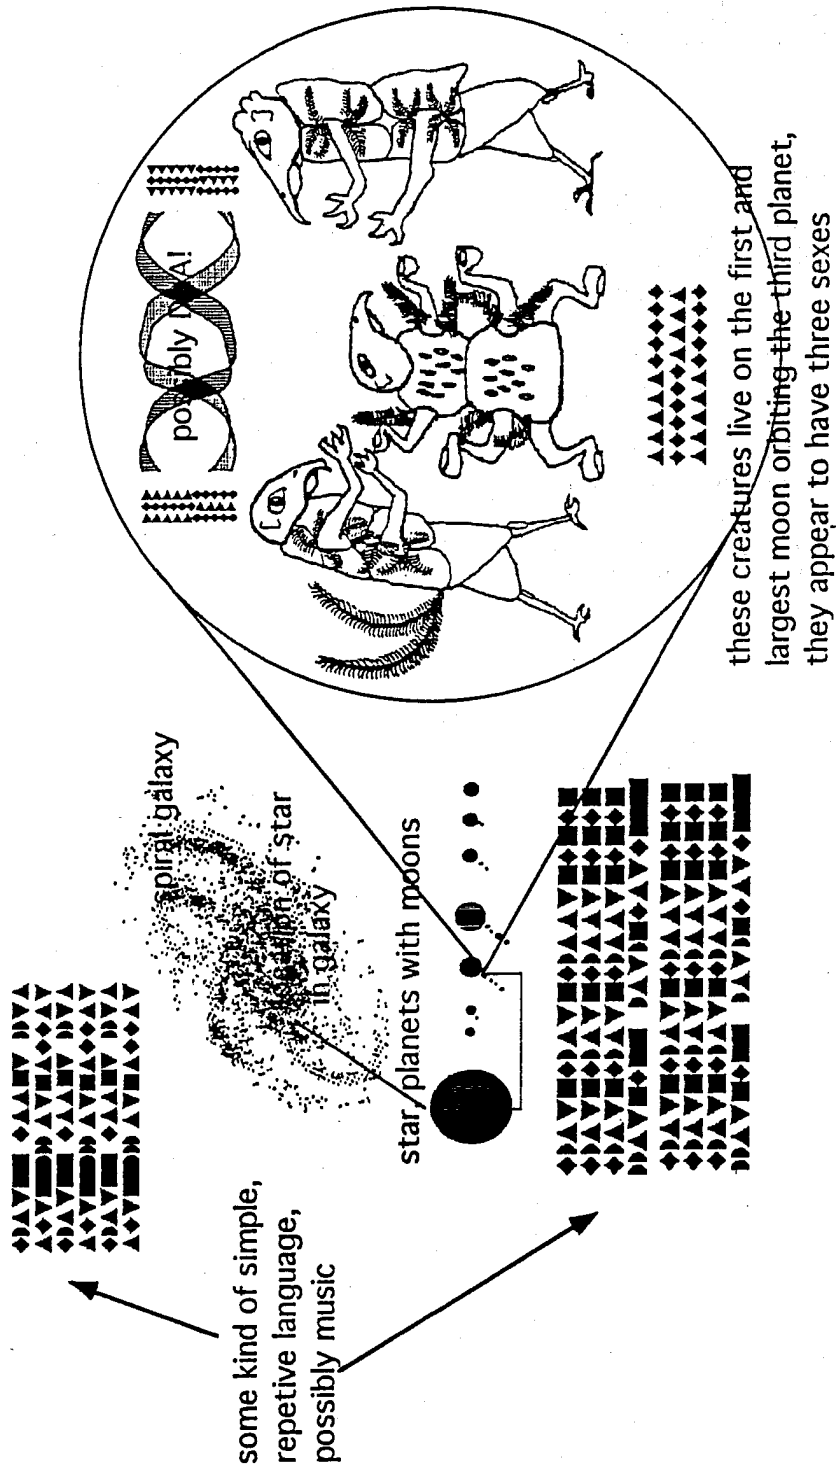 some kind of simple,
repetive language,
possibly music
spiral galaxy
of star
in galaxy
star, planets with moons
possibly DNA!
these creatures live on the first and
largest moon orbiting the third planet,
they appear to have three sexes